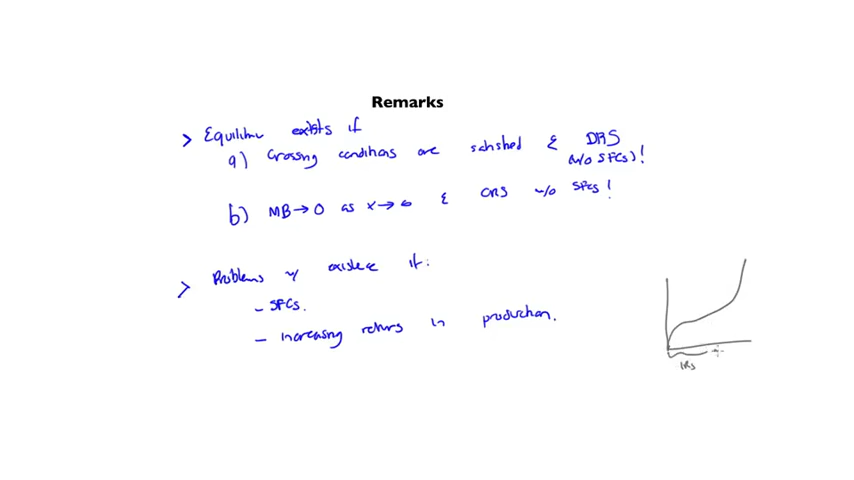 Remarks
> Equilibriu exists if
a) Crossing conditions are satisfied & DRS
(w/o SFCs)!
b) MB→0 as x→∞ & CRS w/o SFCs!
> Problems w/ existence if:
- SFCs.
- increasing returns in production.
IRS